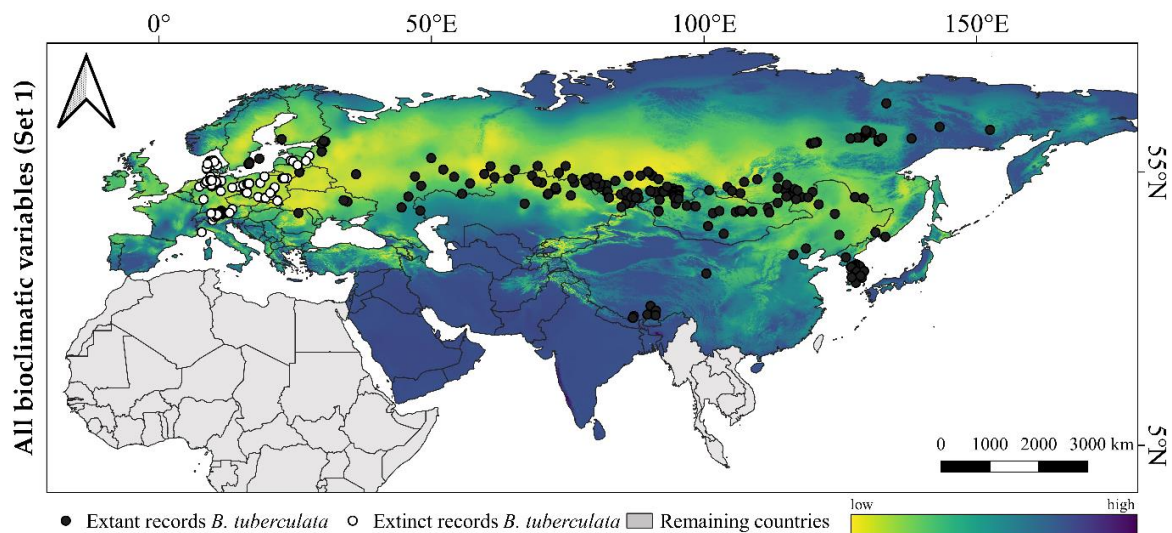 0° 50°E 100°E 150°E
All bioclimatic variables (Set 1)
55°N
5°N
0 1000 2000 3000 km
Extant records B. tuberculata Extinct records B. tuberculata Remaining countries
low high